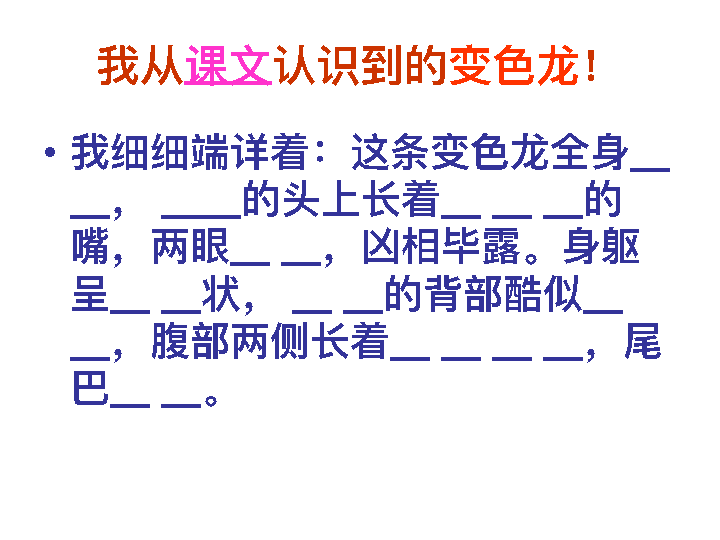 我从课文认识到的变色龙！
• 我细细端详着：这条变色龙全身__
__， ____的头上长着__ __ __的
嘴，两眼__ __，凶相毕露。身躯
呈__ __状， __ __的背部酷似__
__，腹部两侧长着__ __ __ __，尾
巴__ __。